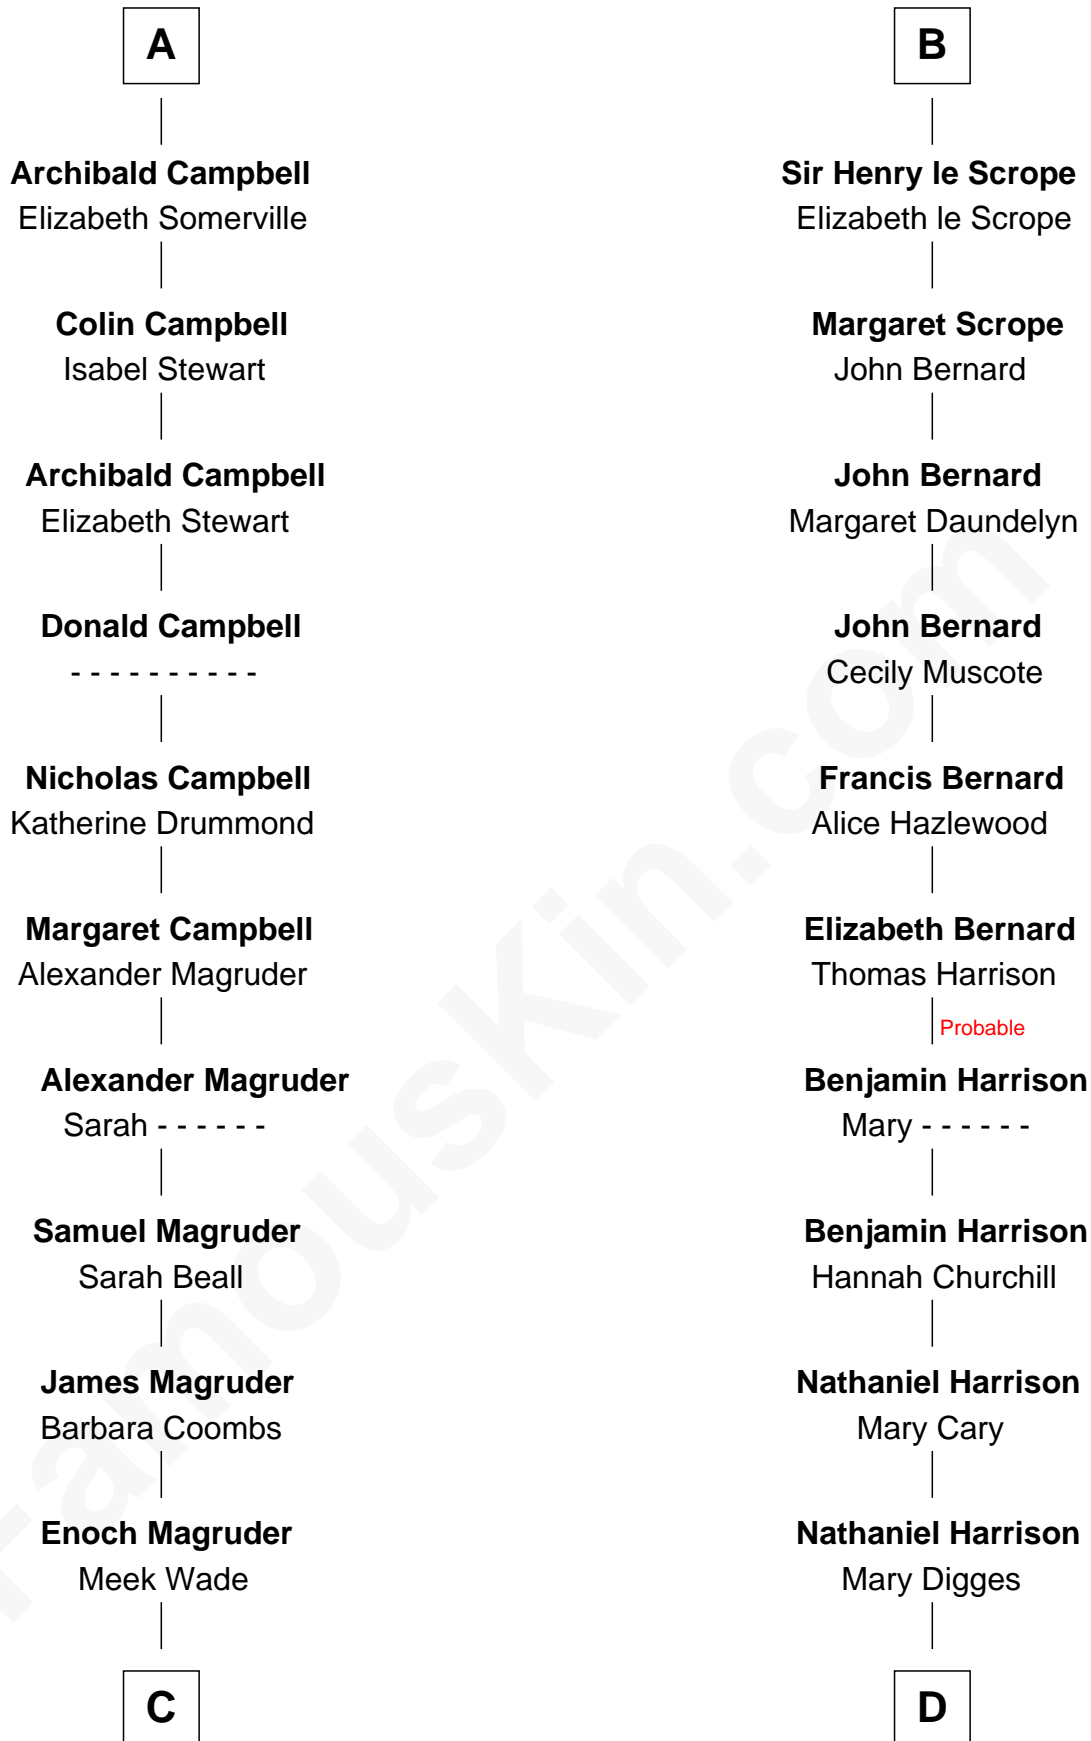 A
Archibald Campbell
Elizabeth Somerville
Colin Campbell
Isabel Stewart
Archibald Campbell
Elizabeth Stewart
Donald Campbell
- - - - - - - - - -
Nicholas Campbell
Katherine Drummond
Margaret Campbell
Alexander Magruder
Alexander Magruder
Sarah - - - - - -
Samuel Magruder
Sarah Beall
James Magruder
Barbara Coombs
Enoch Magruder
Meek Wade
C
B
Sir Henry le Scrope
Elizabeth le Scrope
Margaret Scrope
John Bernard
John Bernard
Margaret Daundelyn
John Bernard
Cecily Muscote
Francis Bernard
Alice Hazlewood
Elizabeth Bernard
Thomas Harrison
Probable
Benjamin Harrison
Mary - - - - - -
Benjamin Harrison
Hannah Churchill
Nathaniel Harrison
Mary Cary
Nathaniel Harrison
Mary Digges
D
FamousKin.com